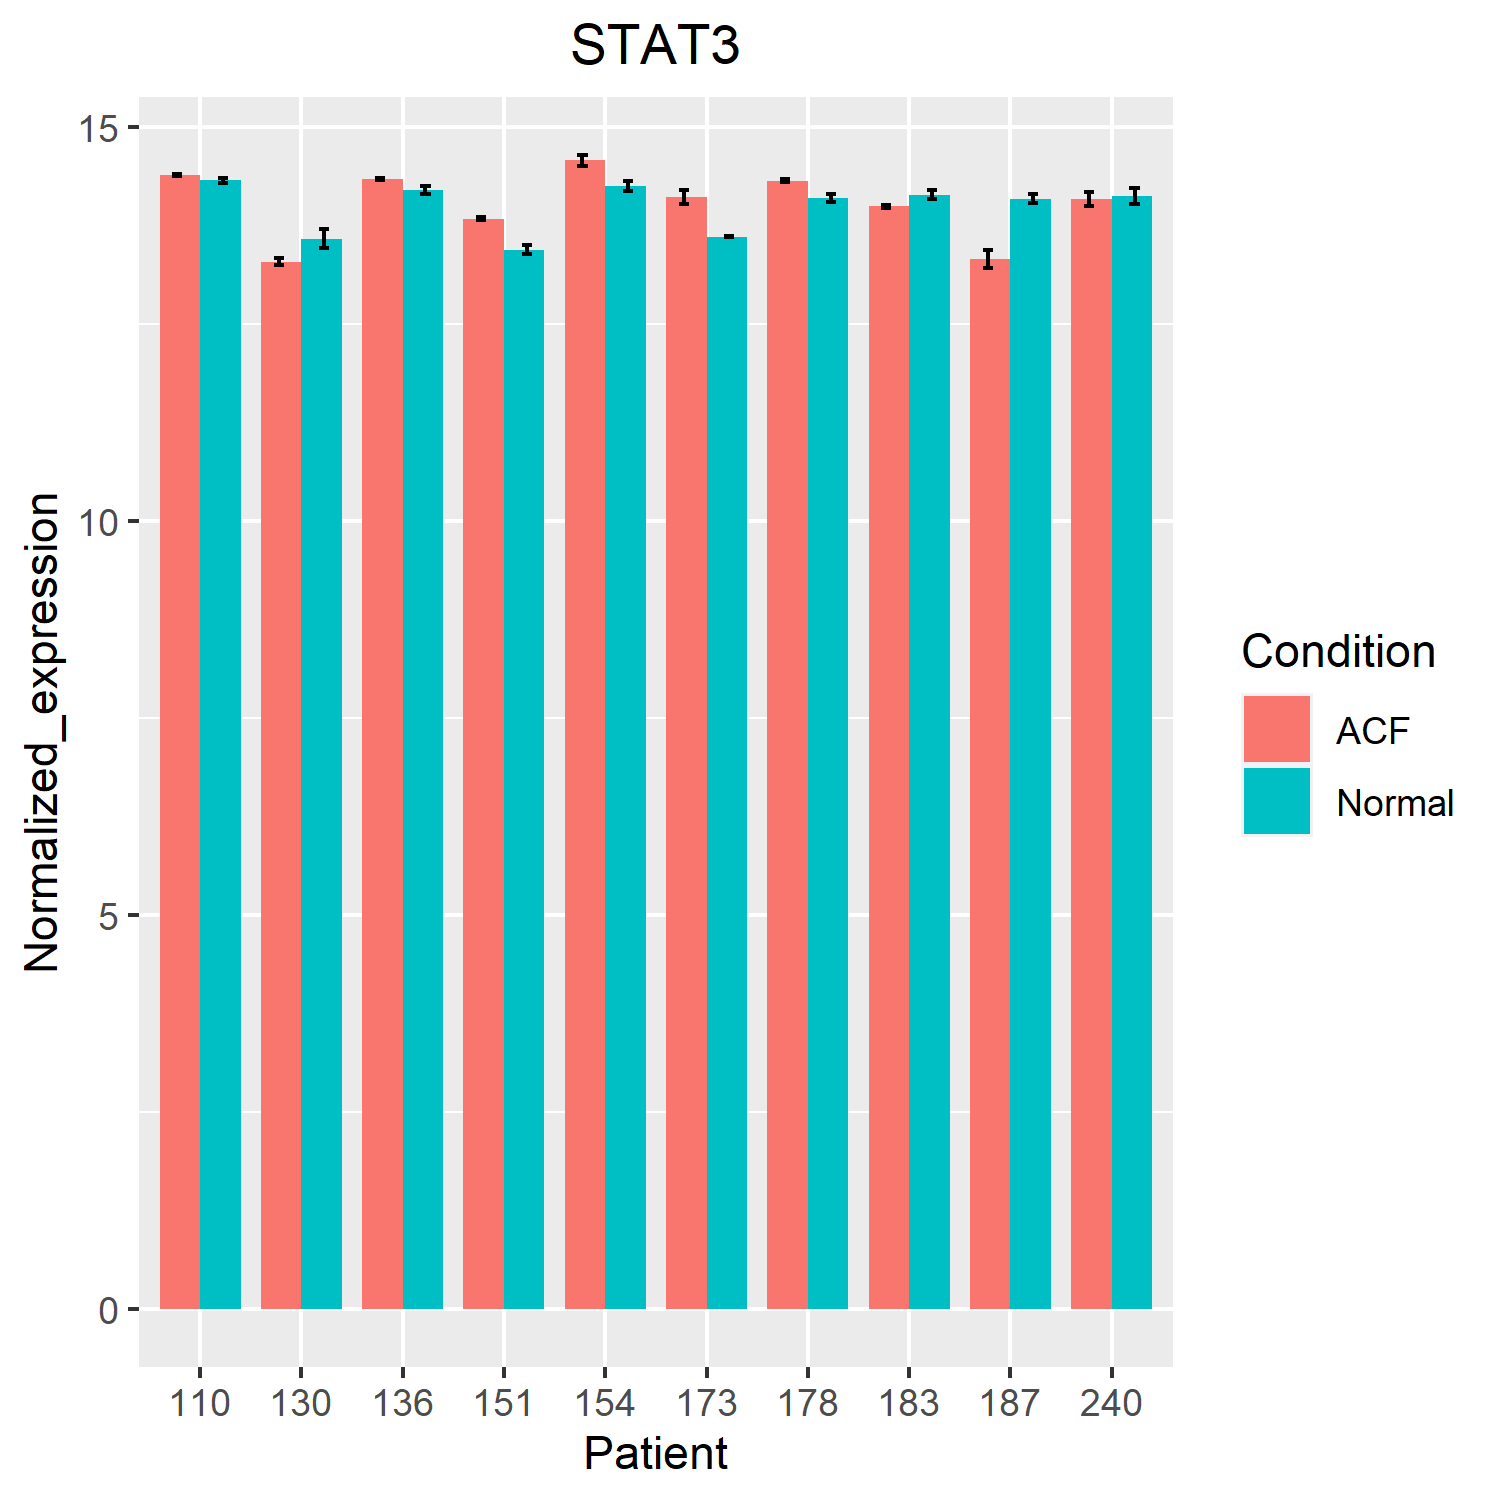 STAT3
15
10
5
0
Normalized_expression
110 130 136 151 154 173 178 183 187 240
Patient
Condition
ACF
Normal